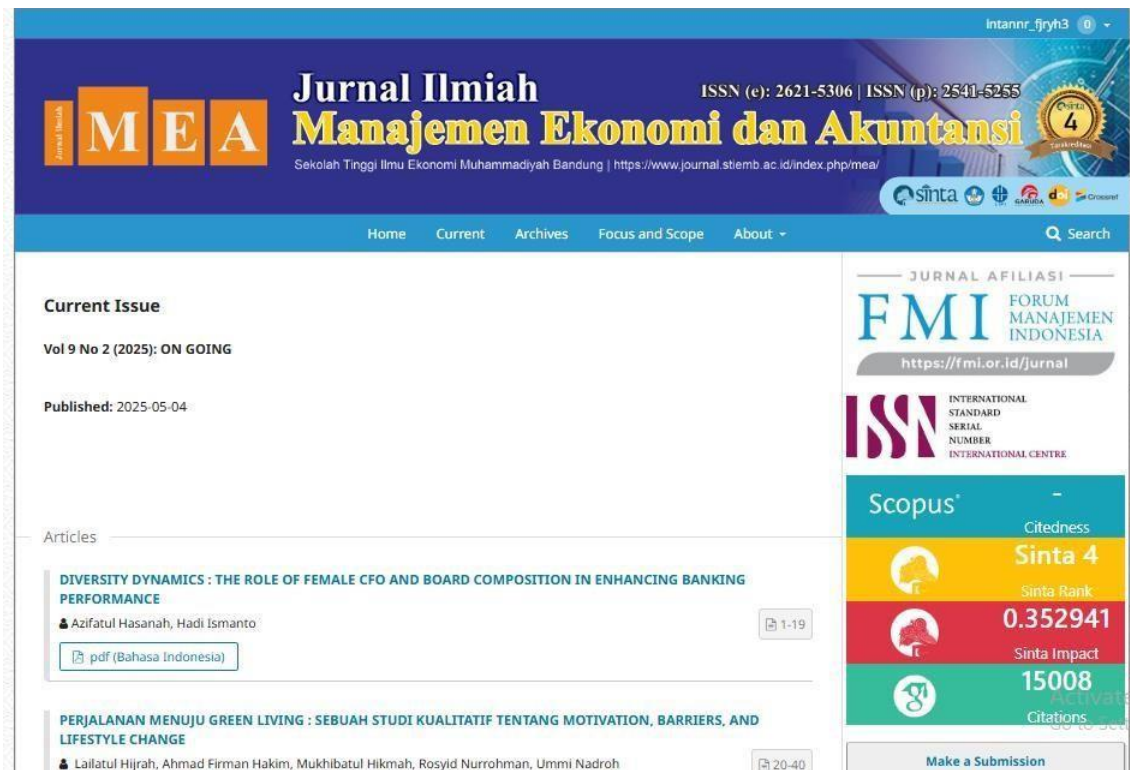 intannr_fjryh3 0
Jurnal Ilmiah
MEA
Jurnal Ilmiah
ISSN (e): 2621-5306 | ISSN (p): 2541-5255
Manajemen Ekonomi dan Akuntansi
Sekolah Tinggi Ilmu Ekonomi Muhammadiyah Bandung | https://www.journal.stiemb.ac.id/index.php/mea/
sinta
4
Terakreditasi
sinta GARUDA doi Crossref
Home Current Archives Focus and Scope About Search
Current Issue
Vol 9 No 2 (2025): ON GOING
Published: 2025-05-04
Articles
DIVERSITY DYNAMICS : THE ROLE OF FEMALE CFO AND BOARD COMPOSITION IN ENHANCING BANKING
PERFORMANCE
Azifatul Hasanah, Hadi Ismanto
1-19
pdf (Bahasa Indonesia)
PERJALANAN MENUJU GREEN LIVING : SEBUAH STUDI KUALITATIF TENTANG MOTIVATION, BARRIERS, AND
LIFESTYLE CHANGE
Lailatul Hijrah, Ahmad Firman Hakim, Mukhibatul Hikmah, Rosyid Nurrohman, Ummi Nadroh
20-40
JURNAL AFILIASI
FMI
FORUM
MANAJEMEN
INDONESIA
https://fmi.or.id/jurnal
ISSN
INTERNATIONAL
STANDARD
SERIAL
NUMBER
INTERNATIONAL CENTRE
Scopus®
-
Citedness
Sinta 4
Sinta Rank
0.352941
Sinta Impact
15008
Citations
Activate
Go to Sett
Make a Submission